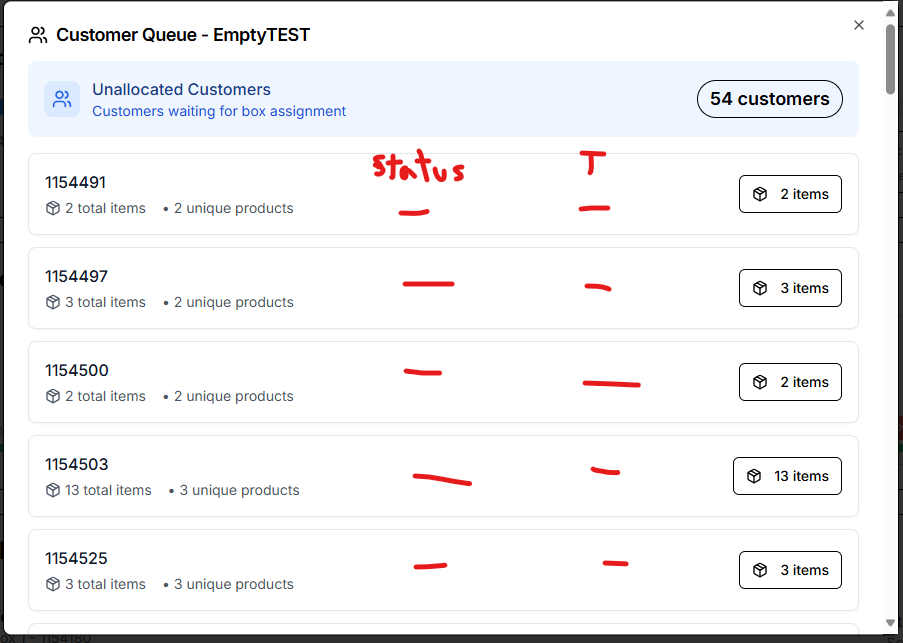 Customer Queue - EmptyTEST
Unallocated Customers
Customers waiting for box assignment
54 customers
status T
1154491
2 total items • 2 unique products
2 items
1154497
3 total items • 2 unique products
3 items
1154500
2 total items • 2 unique products
2 items
1154503
13 total items • 3 unique products
13 items
1154525
3 total items • 3 unique products
3 items